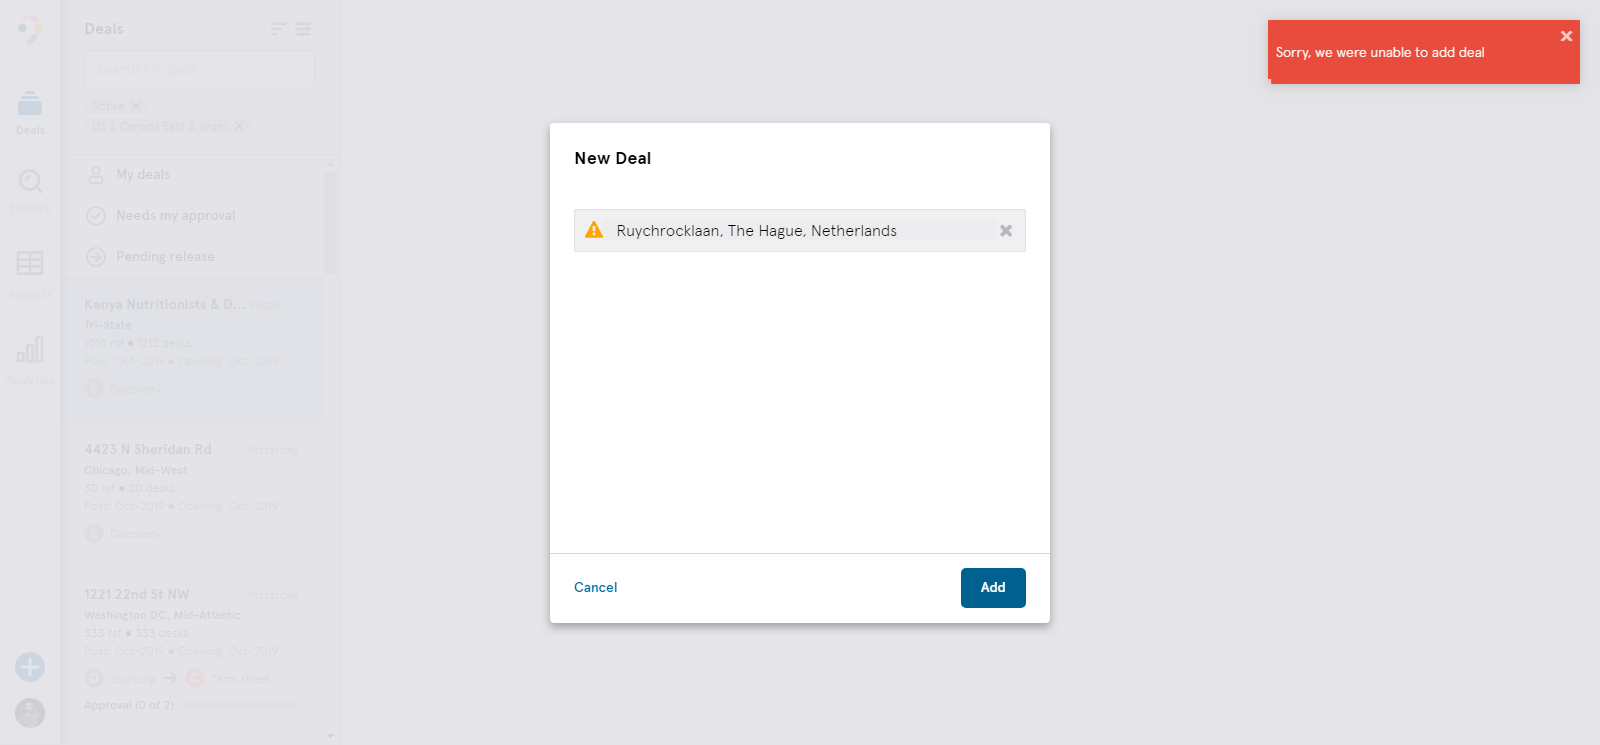 Deals
Search for deals
Active
US & Canada East & Israel
Deals
Explore
Reports
Analytics
My deals
Needs my approval
Pending release
Kenya Nutritionists & D... Yester
Tri-State
1010 rsf • 1212 desks
Poss: Oct-2019 • Opening: Oct-2019
E Discovery
4423 N Sheridan Rd Yesterday
Chicago, Mid-West
30 rsf • 20 desks
Poss: Oct-2019 • Opening: Oct-2019
E Discovery
1221 22nd St NW Yesterday
Washington DC, Mid-Atlantic
333 rsf • 333 desks
Poss: Oct-2019 • Opening: Oct-2019
D Sourcing → C Term sheet
Approval (0 of 2)
New Deal
Ruychrocklaan, The Hague, Netherlands
Cancel
Add
Sorry, we were unable to add deal